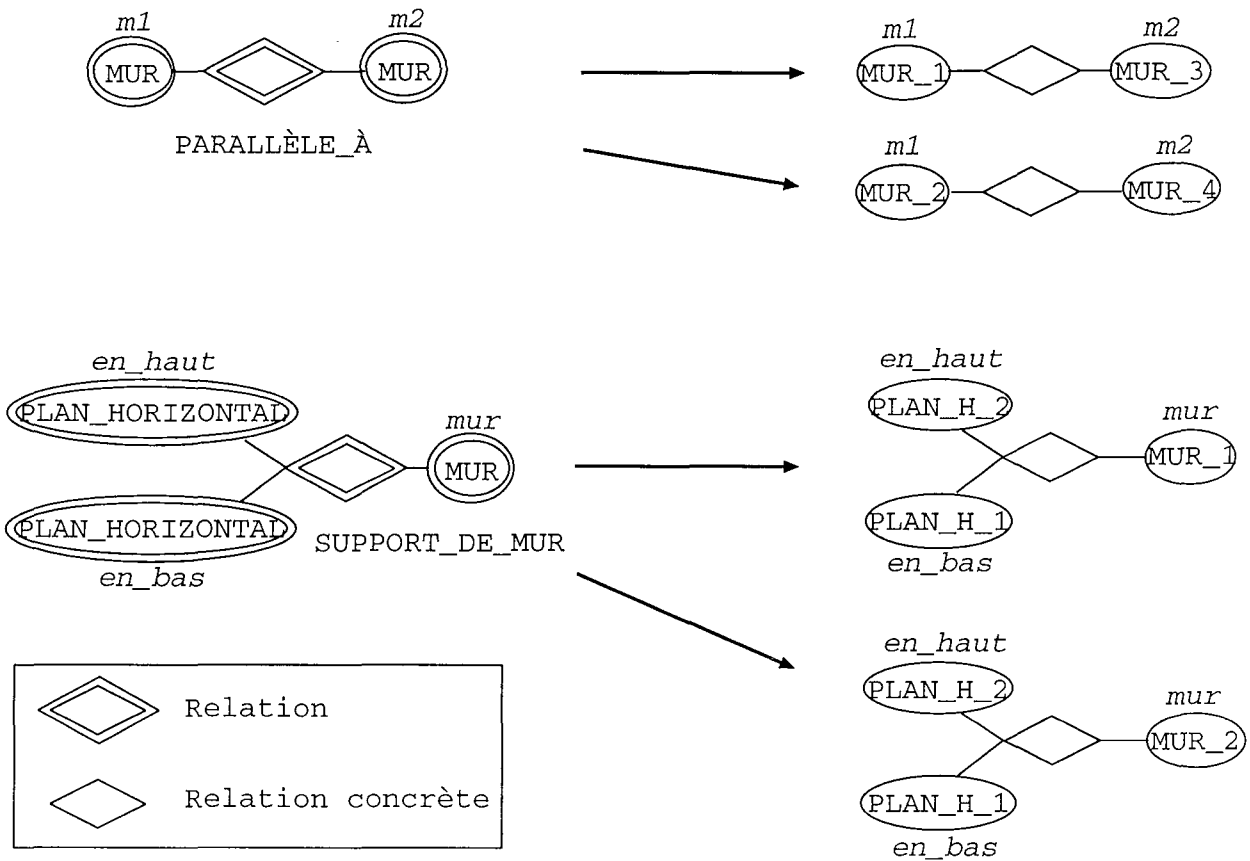 m1 m2
MUR MUR
PARALLÈLE_À
m1 m2
MUR_1 MUR_3
m1 m2
MUR_2 MUR_4
en_haut
PLAN_HORIZONTAL
mur
MUR
PLAN_HORIZONTAL
SUPPORT_DE_MUR
en_bas
en_haut
PLAN_H_2
mur
MUR_1
PLAN_H_1
en_bas
en_haut
PLAN_H_2
mur
MUR_2
PLAN_H_1
en_bas
Relation
Relation concrète